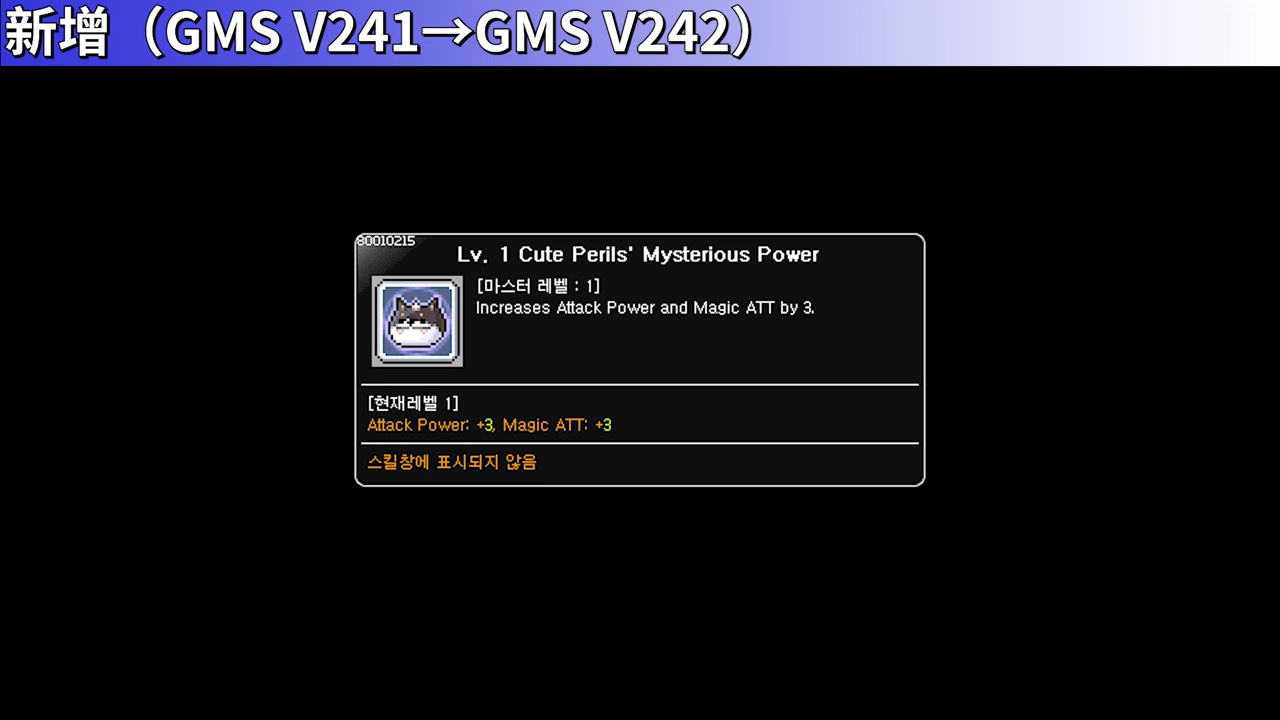 新增（GMS V241→GMS V242）
80010215
Lv. 1 Cute Perils' Mysterious Power
[마스터 레벨 : 1]
Increases Attack Power and Magic ATT by 3.
[현재레벨 1]
Attack Power: +3, Magic ATT: +3
스킬창에 표시되지 않음